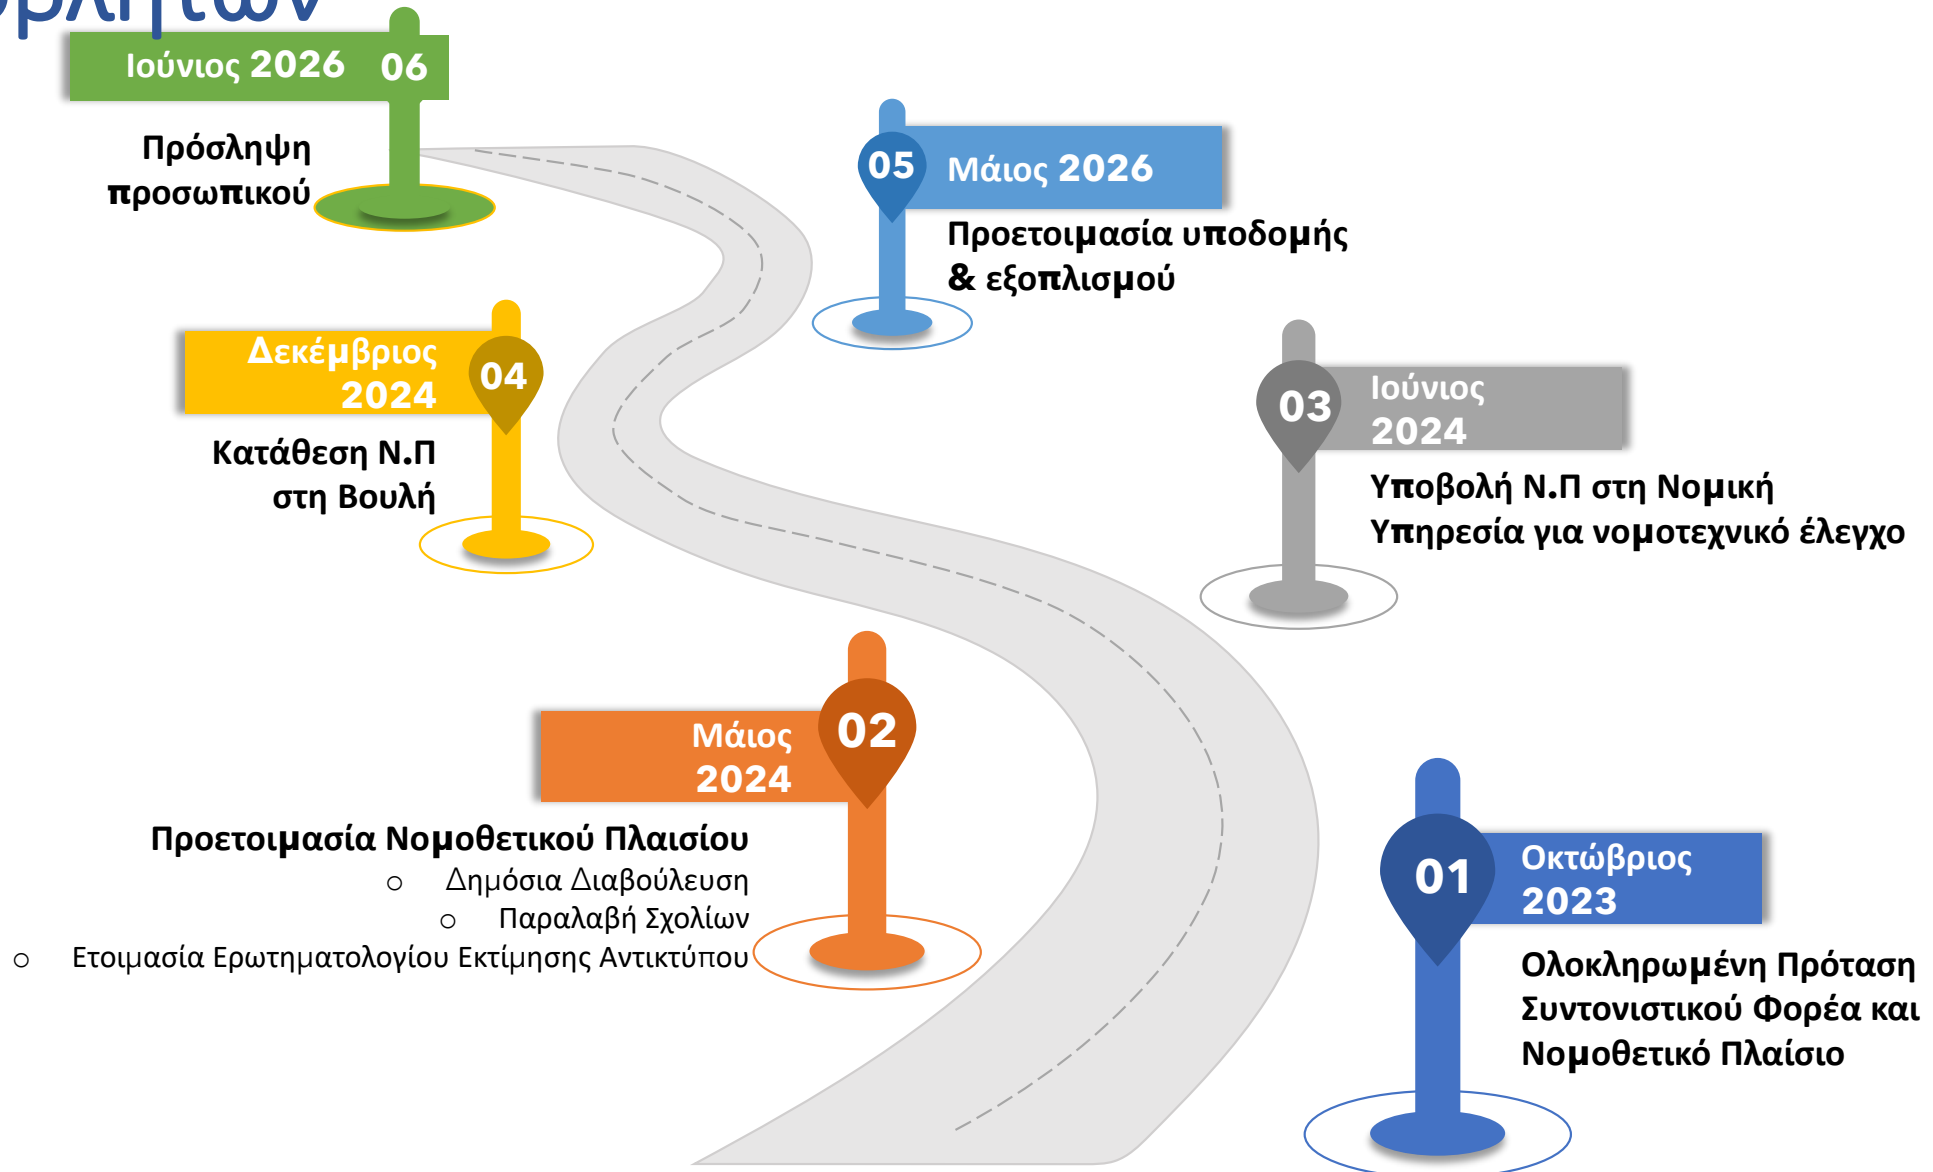 Ιούνιος 2026 06
Πρόσληψη
προσωπικού
05 Μάιος 2026
Προετοιμασία υποδομής
& εξοπλισμού
Δεκέμβριος
2024
04
Κατάθεση Ν.Π
στη Βουλή
03
Ιούνιος
2024
Υποβολή Ν.Π στη Νομική
Υπηρεσία για νομοτεχνικό έλεγχο
Μάιος
2024
02
Προετοιμασία Νομοθετικού Πλαισίου
o Δημόσια Διαβούλευση
o Παραλαβή Σχολίων
o Ετοιμασία Ερωτηματολογίου Εκτίμησης Αντικτύπου
01
Οκτώβριος
2023
Ολοκληρωμένη Πρόταση
Συντονιστικού Φορέα και
Νομοθετικό Πλαίσιο